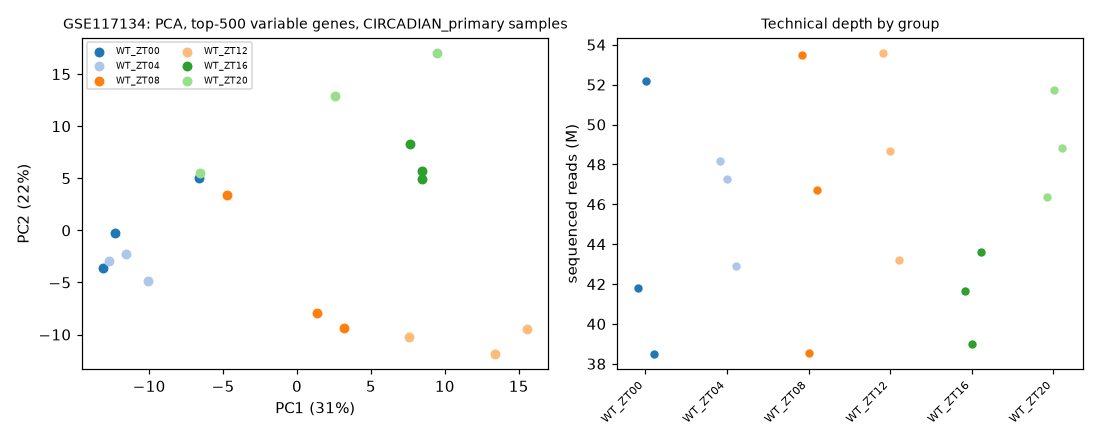 GSE117134: PCA, top-500 variable genes, CIRCADIAN_primary samples
WT_ZT00
WT_ZT04
WT_ZT08
WT_ZT12
WT_ZT16
WT_ZT20
15
10
5
0
−5
−10
PC2 (22%)
−10
−5
0
5
10
15
PC1 (31%)
Technical depth by group
54
52
50
48
46
44
42
40
38
sequenced reads (M)
WT_ZT00
WT_ZT04
WT_ZT08
WT_ZT12
WT_ZT16
WT_ZT20